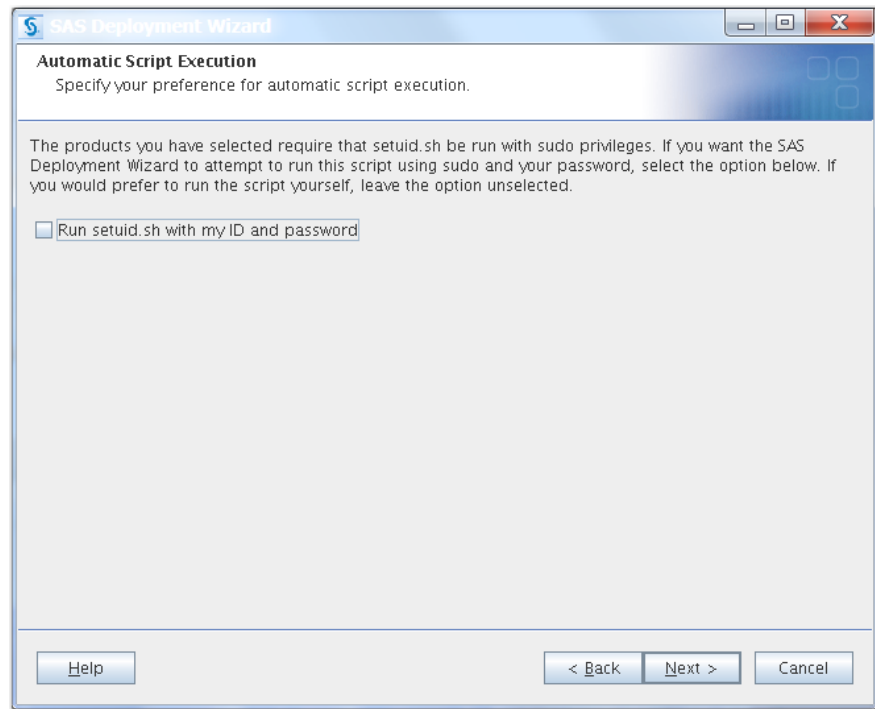 SAS Deployment Wizard
Automatic Script Execution
Specify your preference for automatic script execution.
The products you have selected require that setuid.sh be run with sudo privileges. If you want the SAS
Deployment Wizard to attempt to run this script using sudo and your password, select the option below. If
you would prefer to run the script yourself, leave the option unselected.
Run setuid.sh with my ID and password
Help
< Back
Next >
Cancel